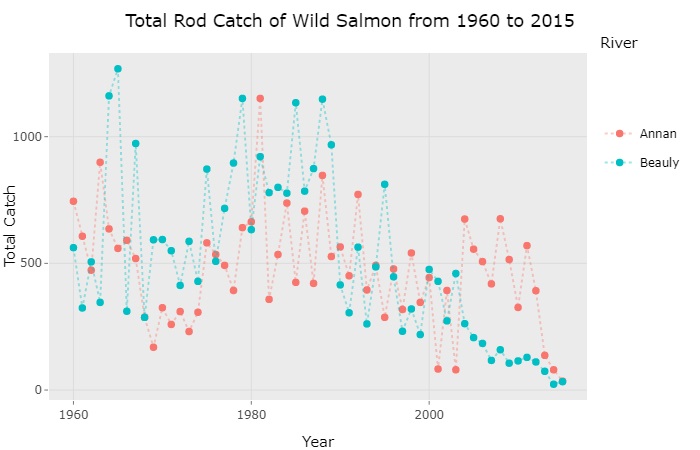 Total Rod Catch of Wild Salmon from 1960 to 2015
River
Annan
Beauly
Total Catch
1000
500
0
1960
1980
2000
Year